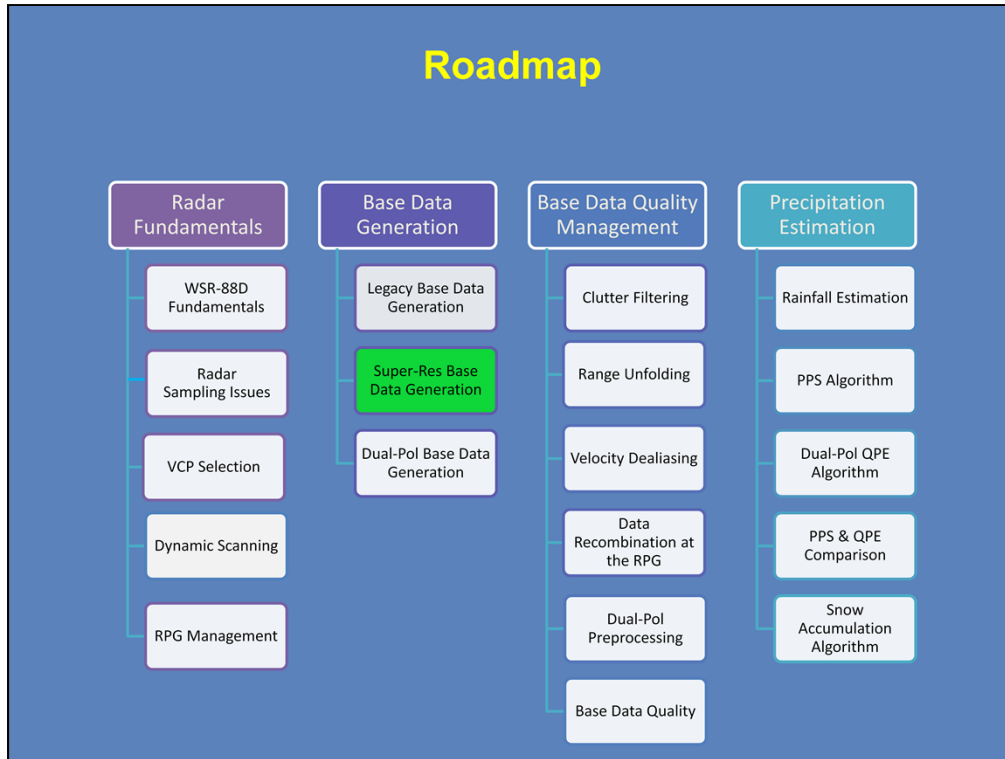 Roadmap
Radar
Fundamentals
WSR-88D
Fundamentals
Radar
Sampling Issues
VCP Selection
Dynamic Scanning
RPG Management
Base Data
Generation
Legacy Base Data
Generation
Super-Res Base
Data Generation
Dual-Pol Base Data
Generation
Base Data Quality
Management
Clutter Filtering
Range Unfolding
Velocity Dealiasing
Data
Recombination at
the RPG
Dual-Pol
Preprocessing
Base Data Quality
Precipitation
Estimation
Rainfall Estimation
PPS Algorithm
Dual-Pol QPE
Algorithm
PPS & QPE
Comparison
Snow
Accumulation
Algorithm